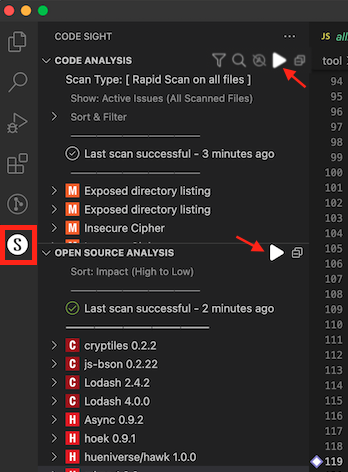 CODE SIGHT
...
JS all
CODE ANALYSIS
tool
Scan Type: [ Rapid Scan on all files ]
Show: Active Issues (All Scanned Files)
Sort & Filter
Last scan successful - 3 minutes ago
M Exposed directory listing
M Exposed directory listing
M Insecure Cipher
S
OPEN SOURCE ANALYSIS
Sort: Impact (High to Low)
Last scan successful - 2 minutes ago
C cryptiles 0.2.2
C js-bson 0.2.22
C Lodash 2.4.2
C Lodash 4.0.0
H Async 0.9.2
H hoek 0.9.1
H hueniverse/hawk 1.0.0
94
95
96
97
98
99
100
101
102
103
104
105
106
107
108
109
110
111
112
113
114
115
116
117
118
119